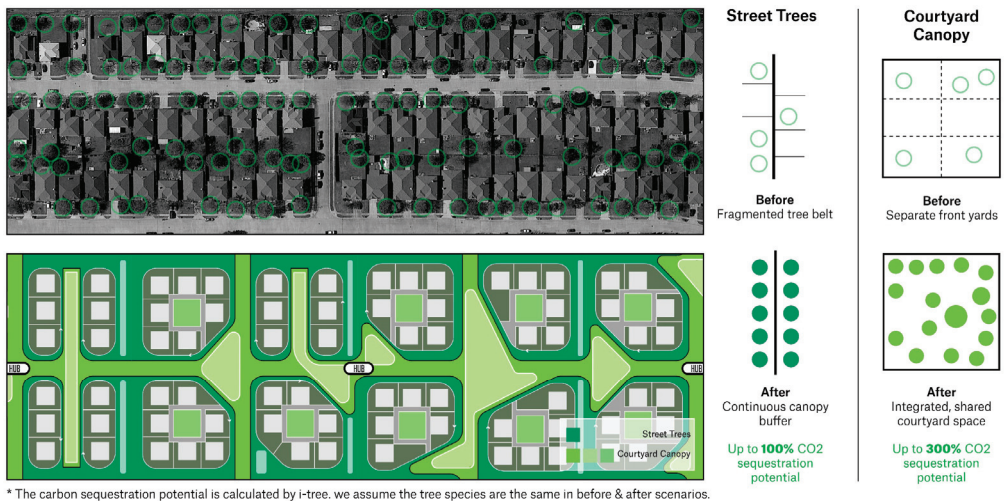 Street Trees
Before
Fragmented tree belt
After
Continuous canopy
buffer
Up to 100% CO2
sequestration
potential
Courtyard
Canopy
Before
Separate front yards
After
Integrated, shared
courtyard space
Up to 300% CO2
sequestration
potential
HUB
HUB
HUB
Street Trees
Courtyard Canopy
* The carbon sequestration potential is calculated by i-tree. we assume the tree species are the same in before & after scenarios.